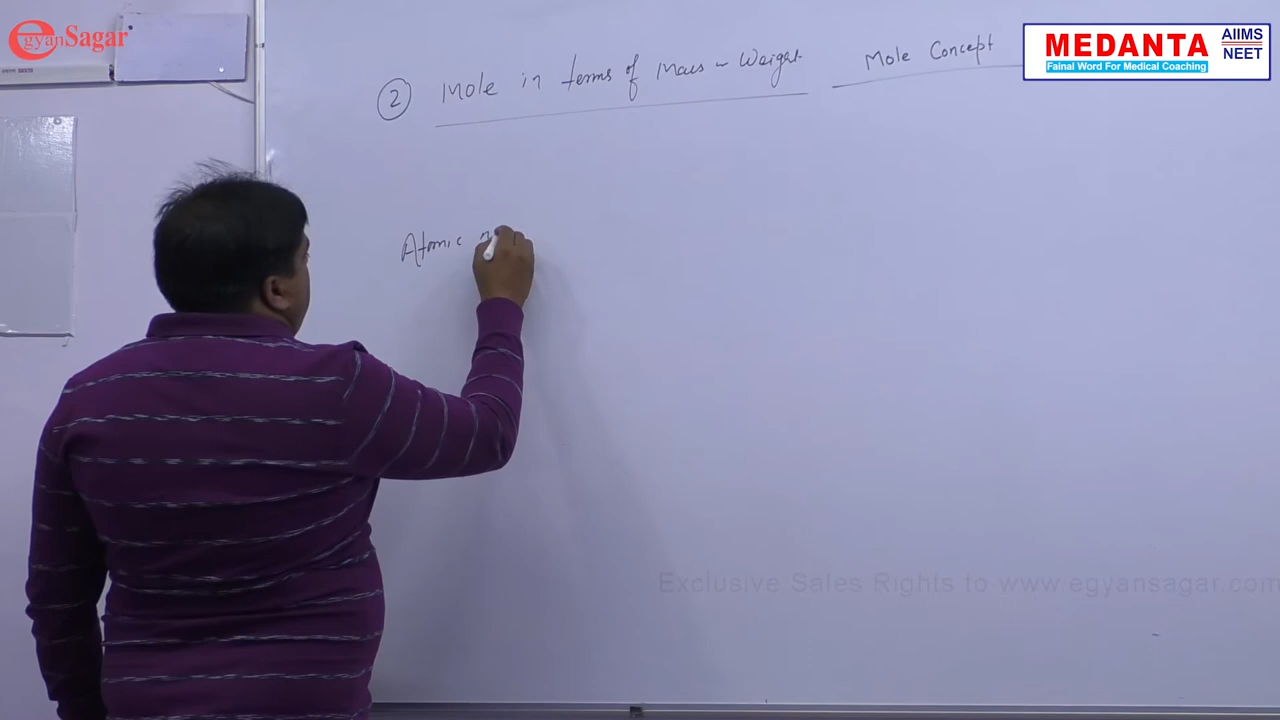 egyanSagar
MEDANTA AIIMS NEET
Fainal Word For Medical Coaching
Mole Concept
② Mole in terms of Mass - Weight
Atomic
Exclusive Sales Rights to www.egyansagar.com